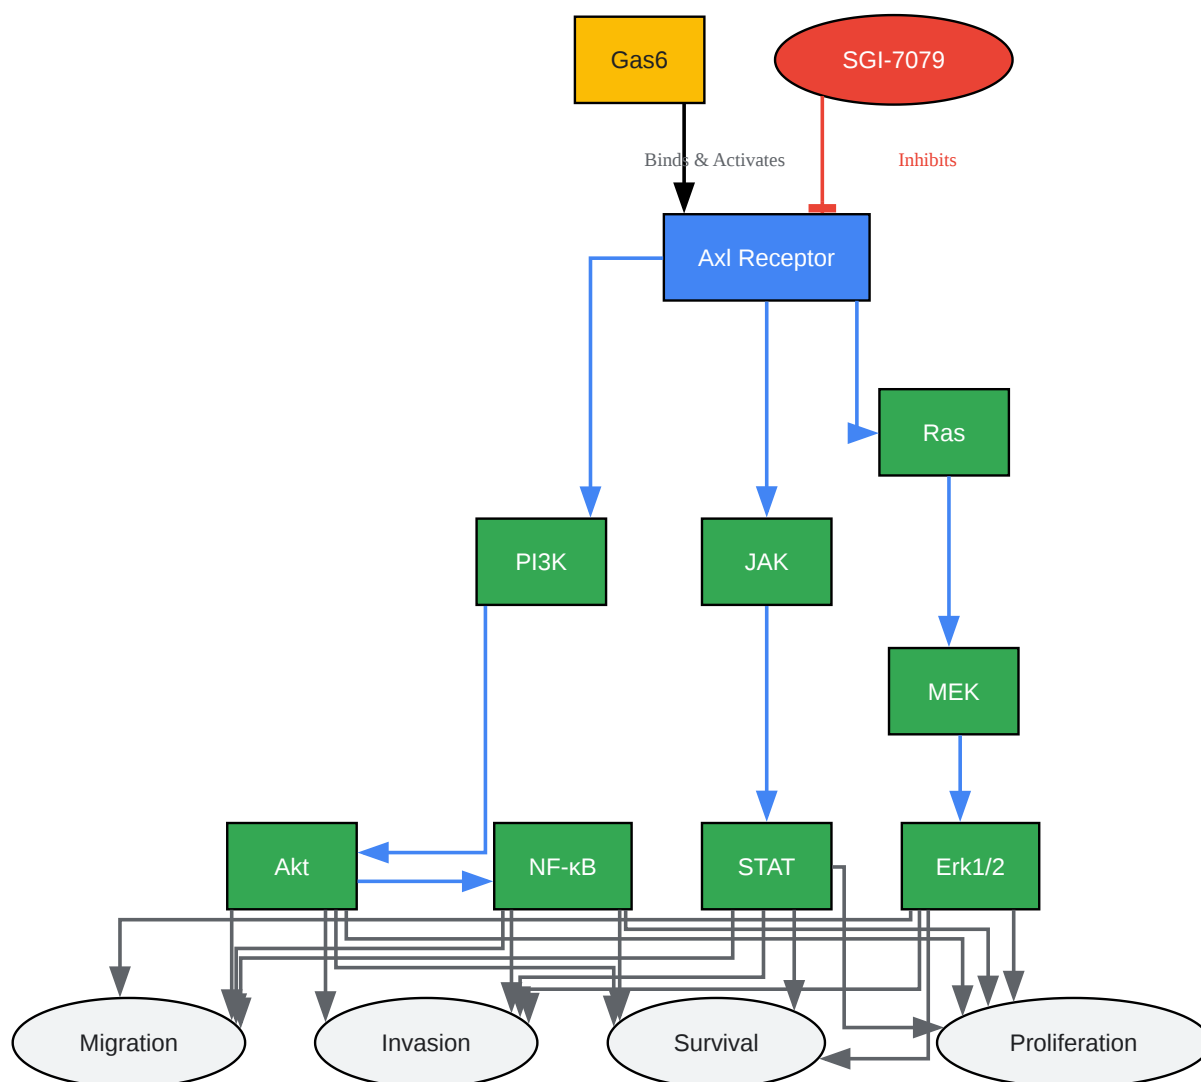 Gas6
SGI-7079
Binds & Activates
Inhibits
Axl Receptor
Ras
PI3K
JAK
MEK
Akt
NF-κB
STAT
Erk1/2
Migration
Invasion
Survival
Proliferation